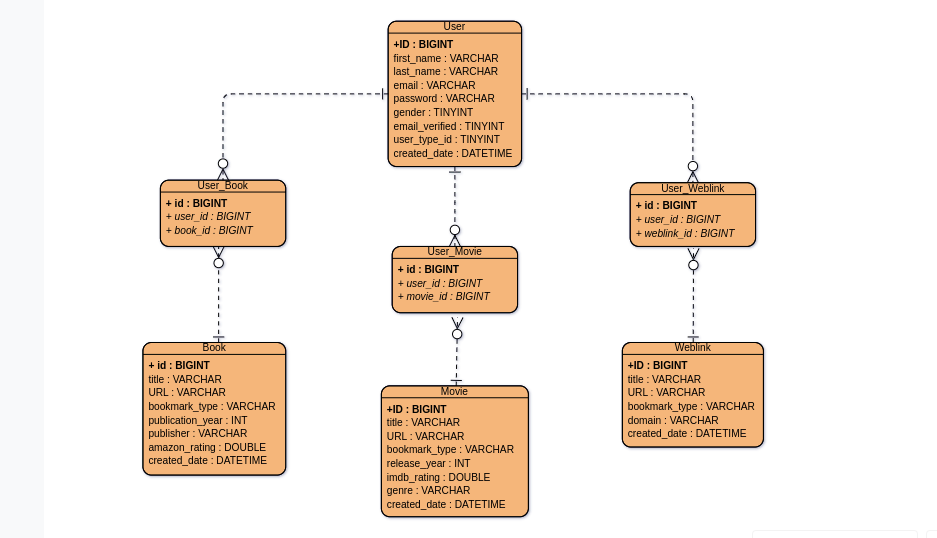 User
+ID : BIGINT
first_name : VARCHAR
last_name : VARCHAR
email : VARCHAR
password : VARCHAR
gender : TINYINT
email_verified : TINYINT
user_type_id : TINYINT
created_date : DATETIME
User_Book
+ id : BIGINT
+ user_id : BIGINT
+ book_id : BIGINT
User_Movie
+ id : BIGINT
+ user_id : BIGINT
+ movie_id : BIGINT
User_Weblink
+ id : BIGINT
+ user_id : BIGINT
+ weblink_id : BIGINT
Book
+ id : BIGINT
title : VARCHAR
URL : VARCHAR
bookmark_type : VARCHAR
publication_year : INT
publisher : VARCHAR
amazon_rating : DOUBLE
created_date : DATETIME
Movie
+ID : BIGINT
title : VARCHAR
URL : VARCHAR
bookmark_type : VARCHAR
release_year : INT
imdb_rating : DOUBLE
genre : VARCHAR
created_date : DATETIME
Weblink
+ID : BIGINT
title : VARCHAR
URL : VARCHAR
bookmark_type : VARCHAR
domain : VARCHAR
created_date : DATETIME